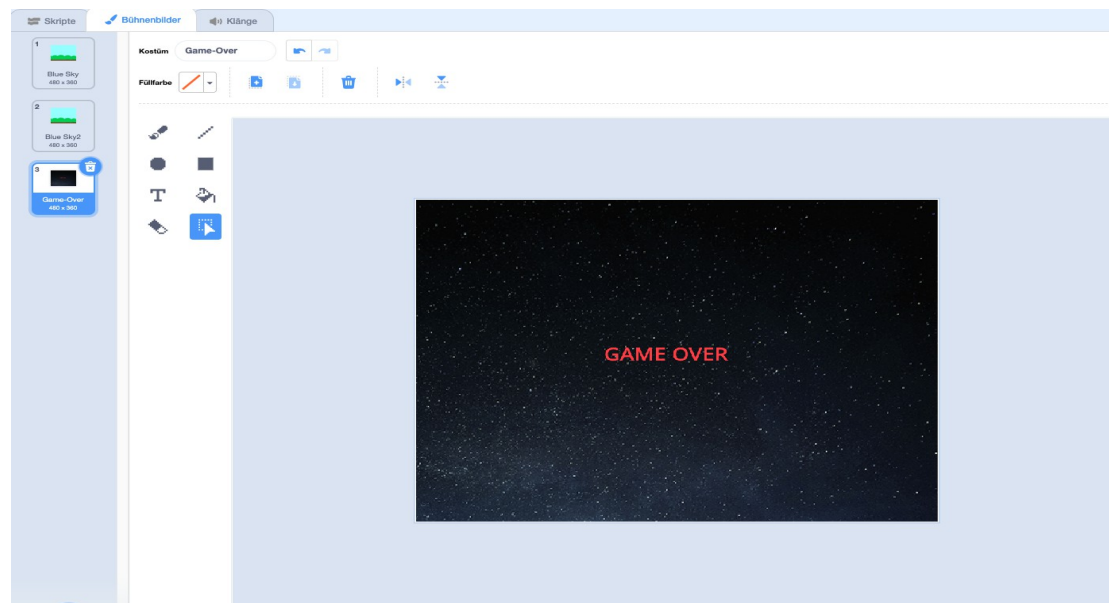 Skripte
Bühnenbilder
Klänge
1
Blue Sky
480 x 360
2
Blue Sky2
480 x 360
3
Game-Over
480 x 360
Kostüm Game-Over
Füllfarbe
T
GAME OVER